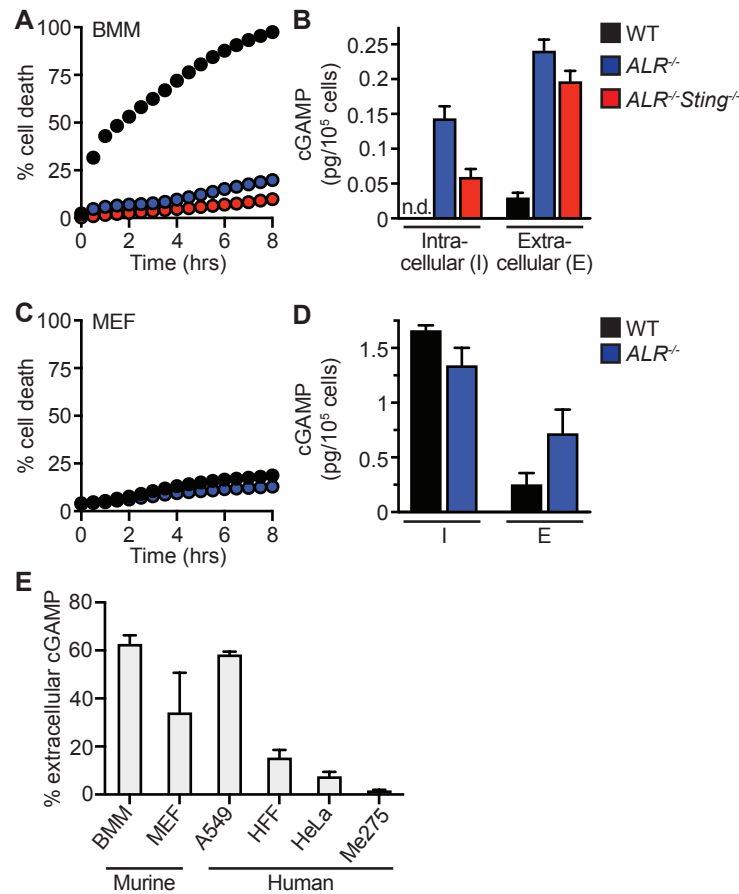 A
BMM
% cell death
100
75
50
25
0
0 2 4 6 8
Time (hrs)
B
cGAMP
(pg/10⁵ cells)
0.25
0.2
0.15
0.1
0.05
0
n.d.
Intra-
cellular (I)
Extra-
cellular (E)
WT
ALR⁻/⁻
ALR⁻/⁻Sting⁻/⁻
C
MEF
% cell death
100
75
50
25
0
0 2 4 6 8
Time (hrs)
D
cGAMP
(pg/10⁵ cells)
1.5
1
0.5
0
I E
WT
ALR⁻/⁻
E
% extracellular cGAMP
80
60
40
20
0
BMM MEF A549 HFF HeLa Me275
Murine Human